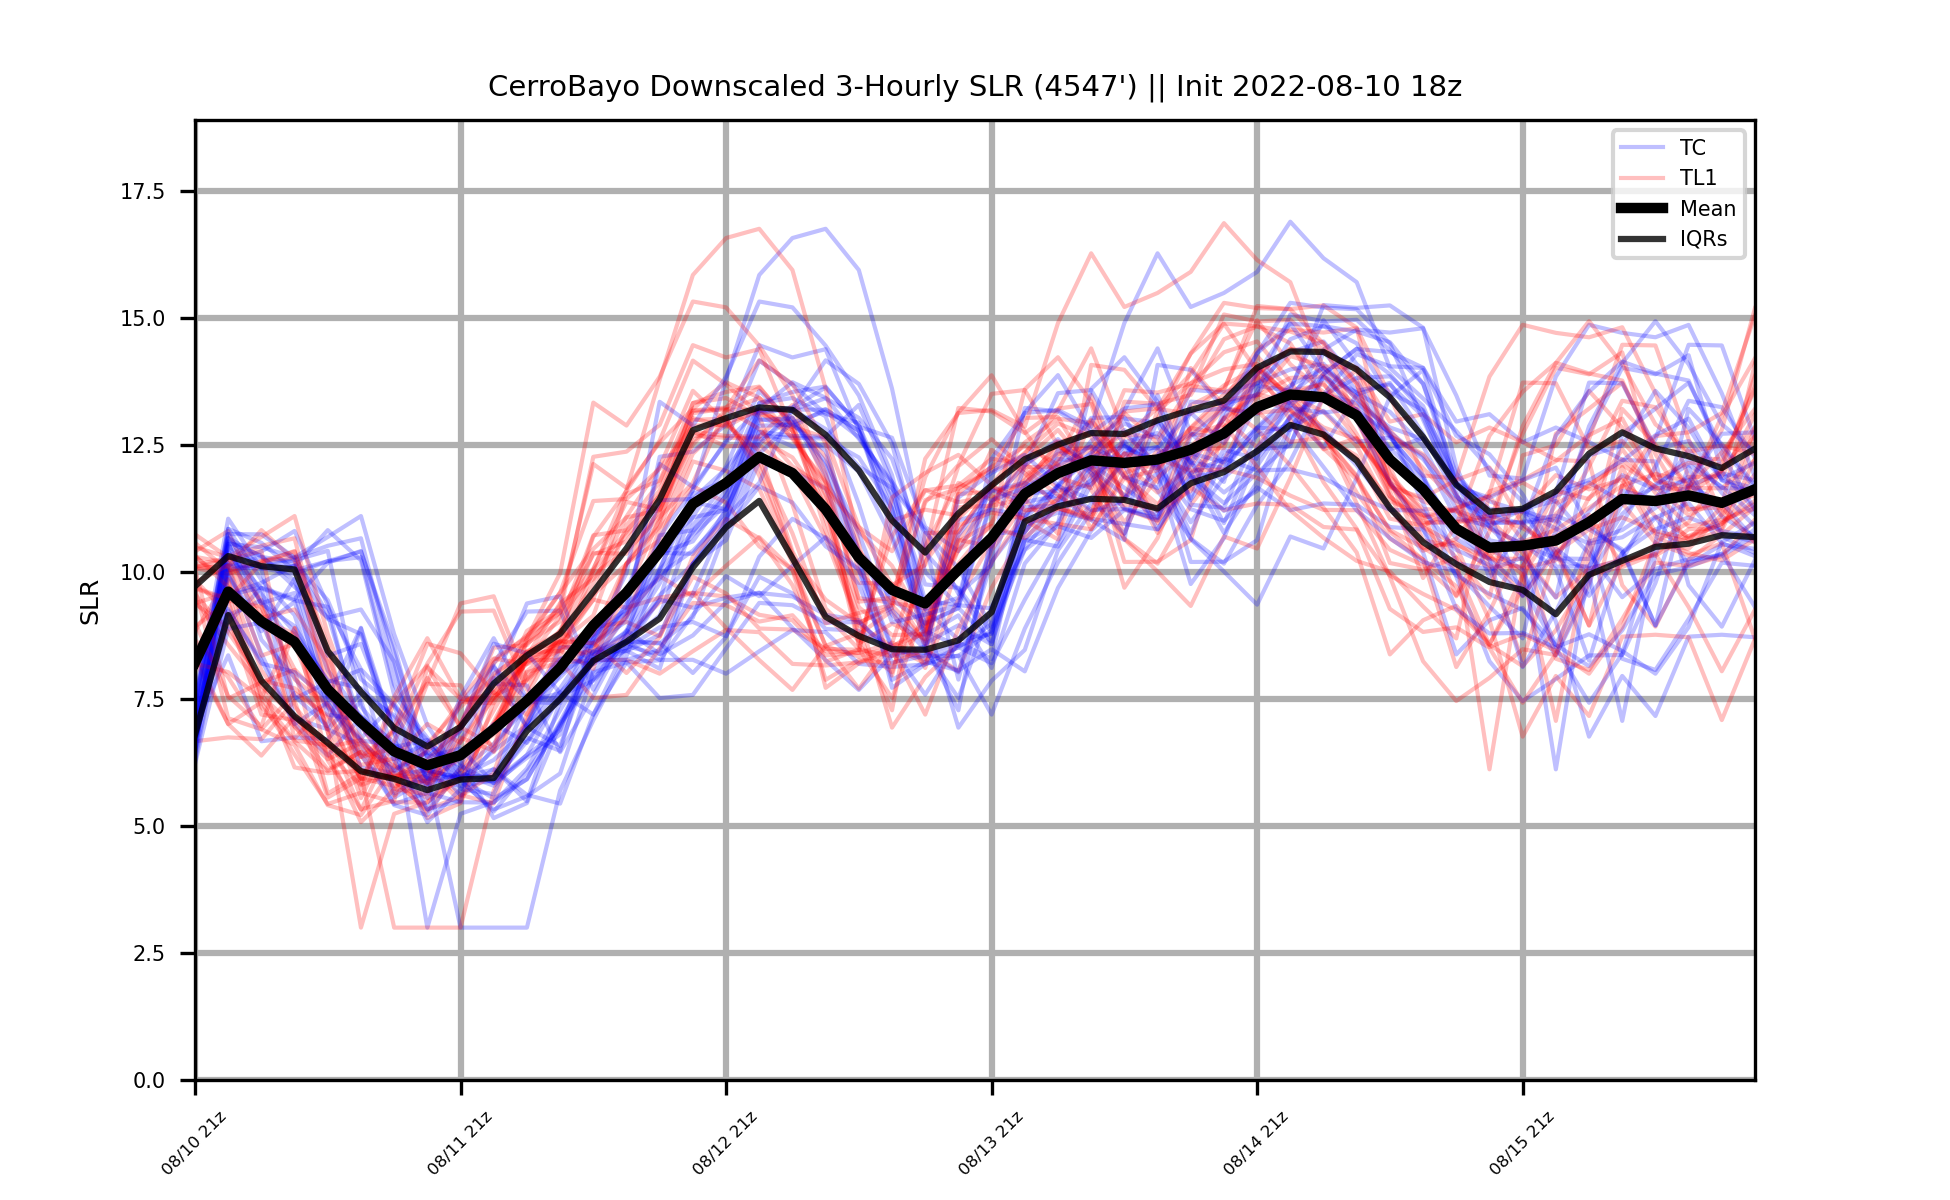 CerroBayo Downscaled 3-Hourly SLR (4547') || Init 2022-08-10 18z
TC
TL1
Mean
IQRs
SLR
17.5
15.0
12.5
10.0
7.5
5.0
2.5
0.0
08/10 21z
08/11 21z
08/12 21z
08/13 21z
08/14 21z
08/15 21z